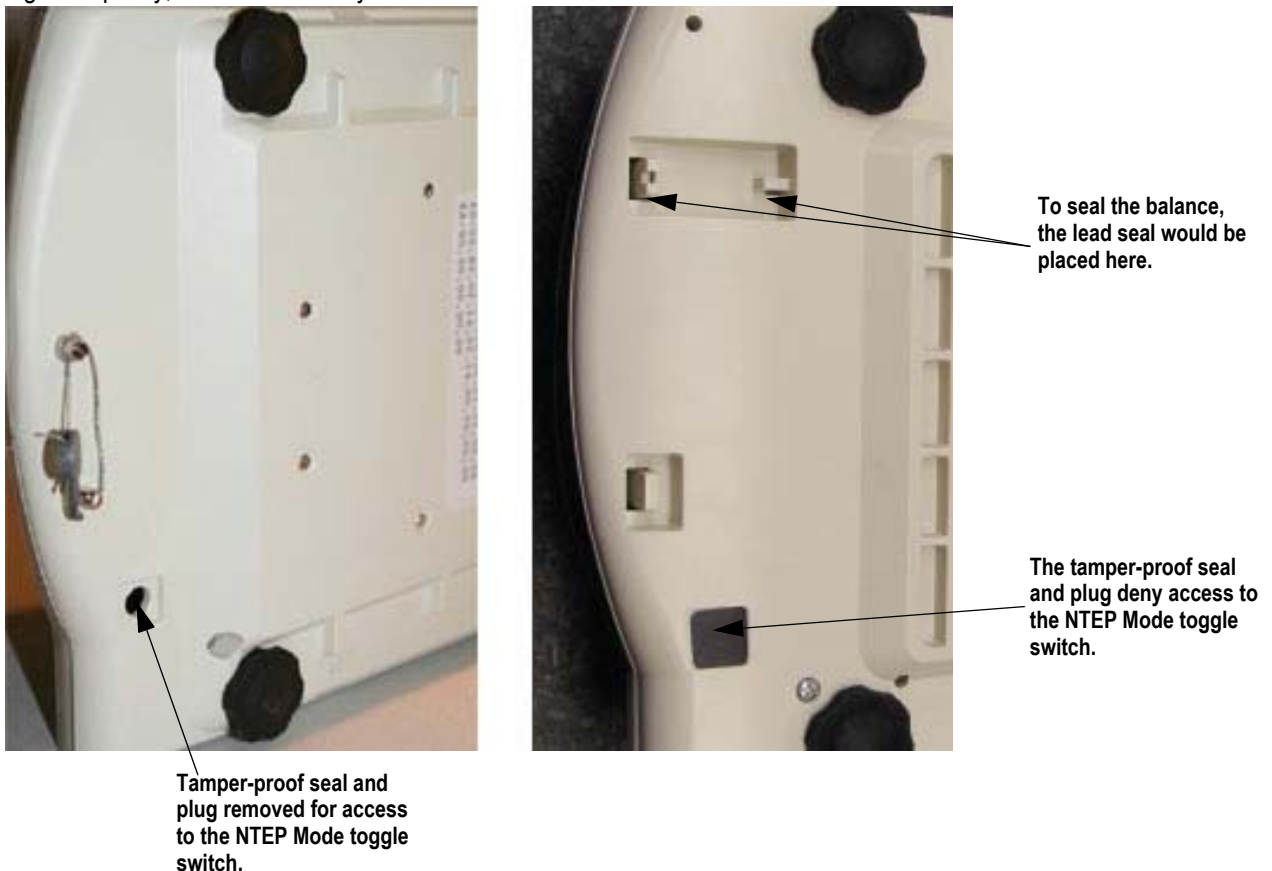 To seal the balance,
the lead seal would be
placed here.
The tamper-proof seal
and plug deny access to
the NTEP Mode toggle
switch.
Tamper-proof seal and
plug removed for access
to the NTEP Mode toggle
switch.